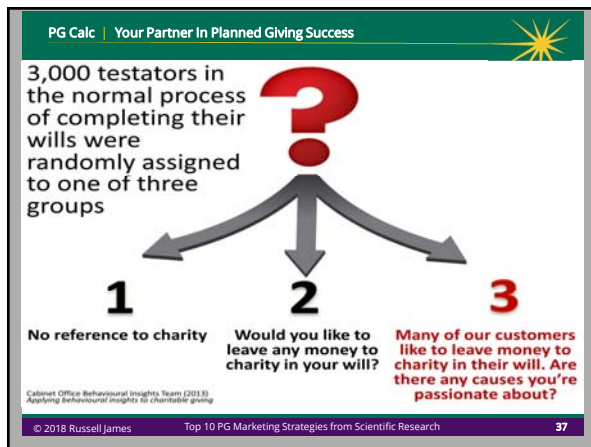 PG Calc | Your Partner In Planned Giving Success
3,000 testators in
the normal process
of completing their
wills were
randomly assigned
to one of three
groups
?
1
No reference to charity
2
Would you like to
leave any money to
charity in your will?
3
Many of our customers
like to leave money to
charity in their will. Are
there any causes you're
passionate about?
Cabinet Office Behavioural Insights Team (2013)
Applying behavioural insights to charitable giving
© 2018 Russell James
Top 10 PG Marketing Strategies from Scientific Research
37